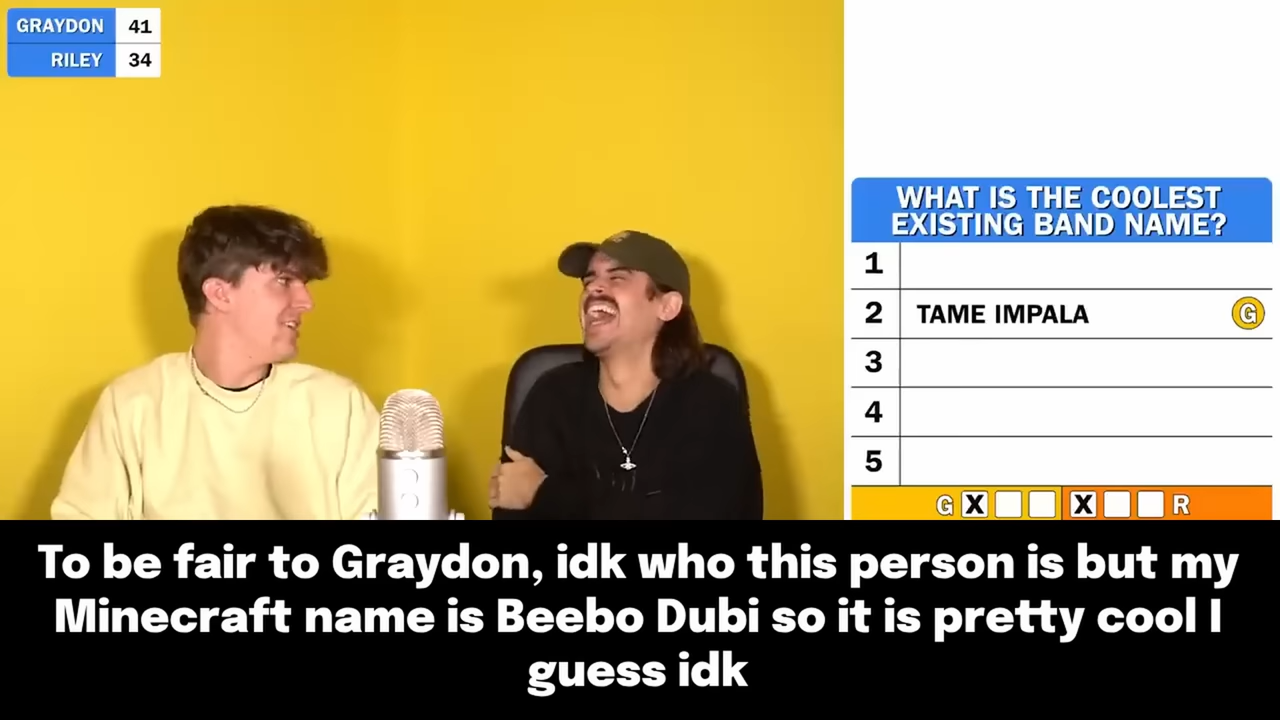 GRAYDON 41
RILEY 34
WHAT IS THE COOLEST
EXISTING BAND NAME?
1
2 TAME IMPALA G
3
4
5
G X X R
To be fair to Graydon, idk who this person is but my
Minecraft name is Beebo Dubi so it is pretty cool I
guess idk